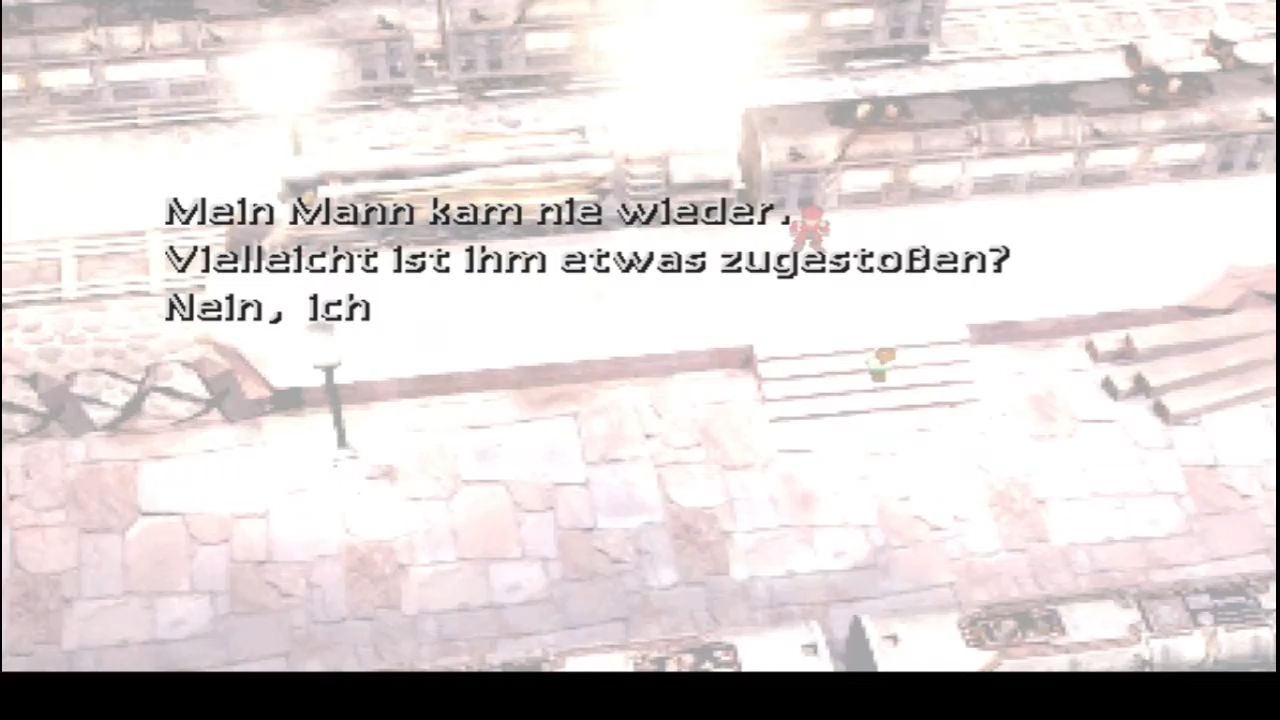 Mein Mann kam nie wieder.
Vielleicht ist ihm etwas zugestoßen?
Nein, ich